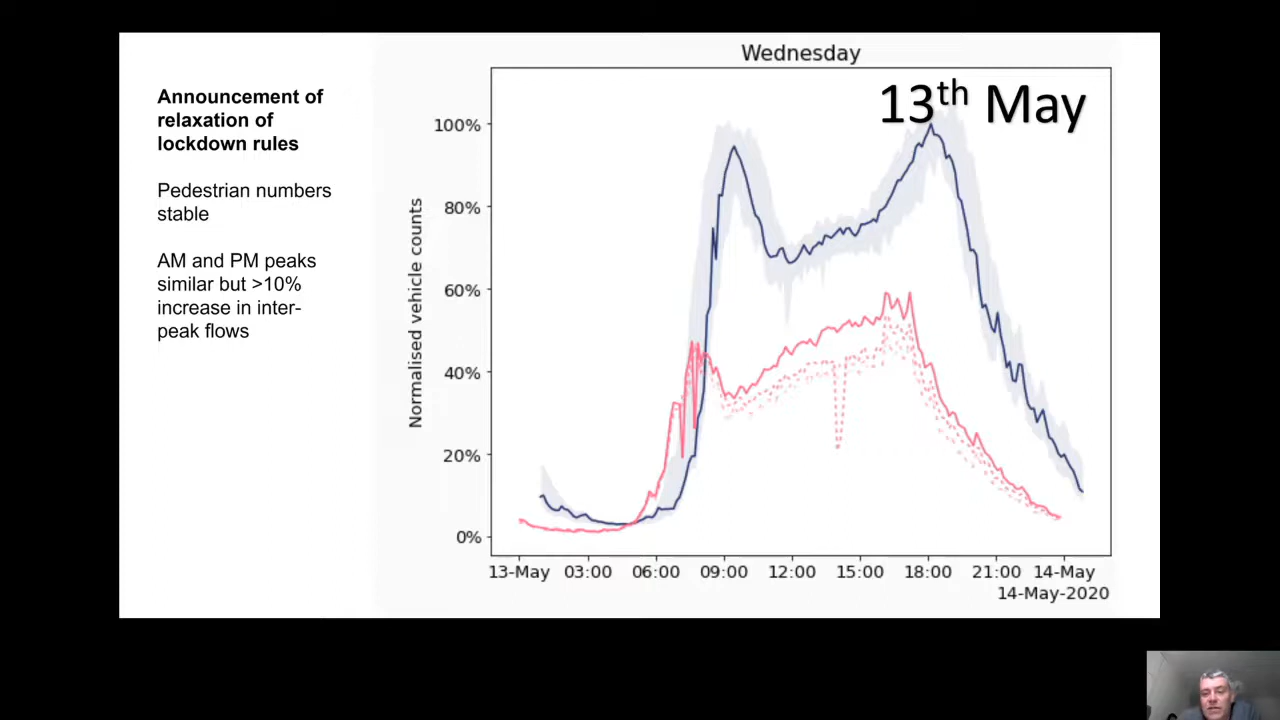 Wednesday
13th May
Announcement of
relaxation of
lockdown rules
Pedestrian numbers
stable
AM and PM peaks
similar but >10%
increase in inter-
peak flows
Normalised vehicle counts
100%
80%
60%
40%
20%
0%
13-May 03:00 06:00 09:00 12:00 15:00 18:00 21:00 14-May
14-May-2020